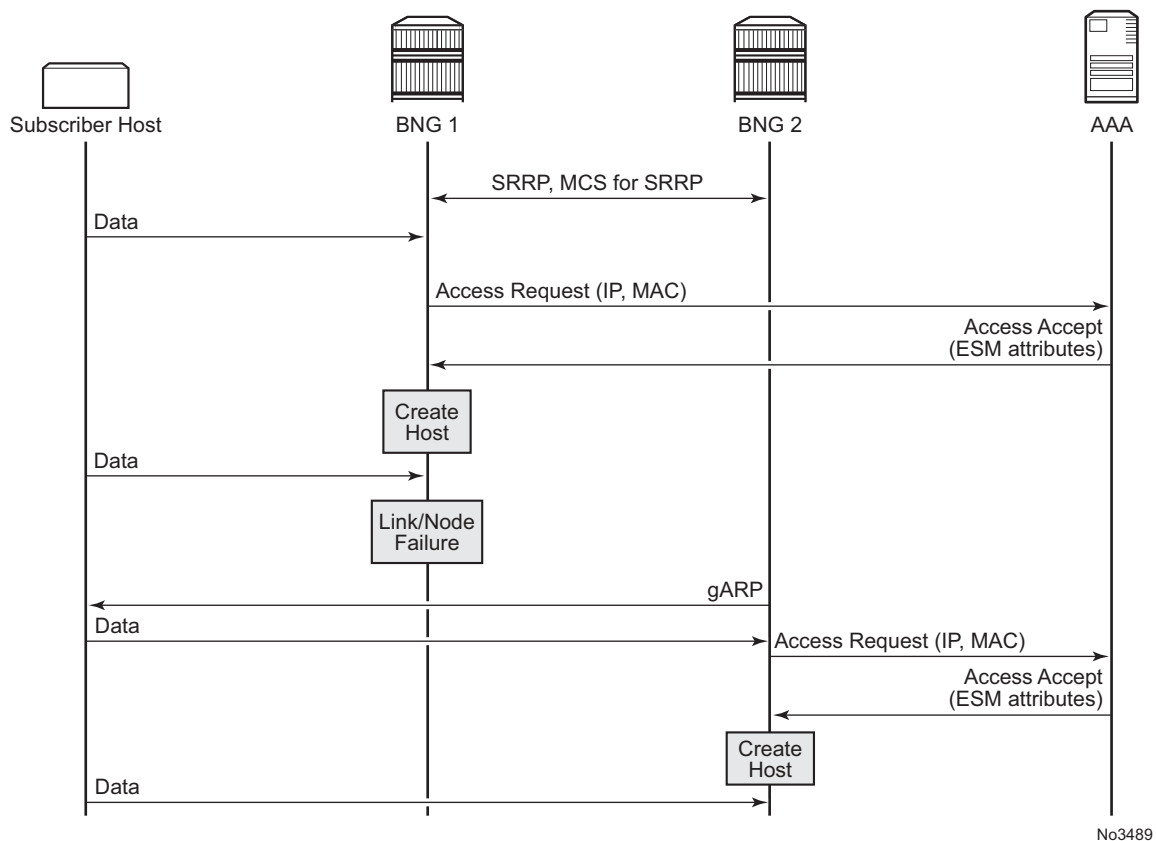 Subscriber Host
BNG 1
BNG 2
AAA
SRRP, MCS for SRRP
Data
Access Request (IP, MAC)
Access Accept
(ESM attributes)
Create
Host
Data
Link/Node
Failure
gARP
Data
Access Request (IP, MAC)
Access Accept
(ESM attributes)
Create
Host
Data
No3489